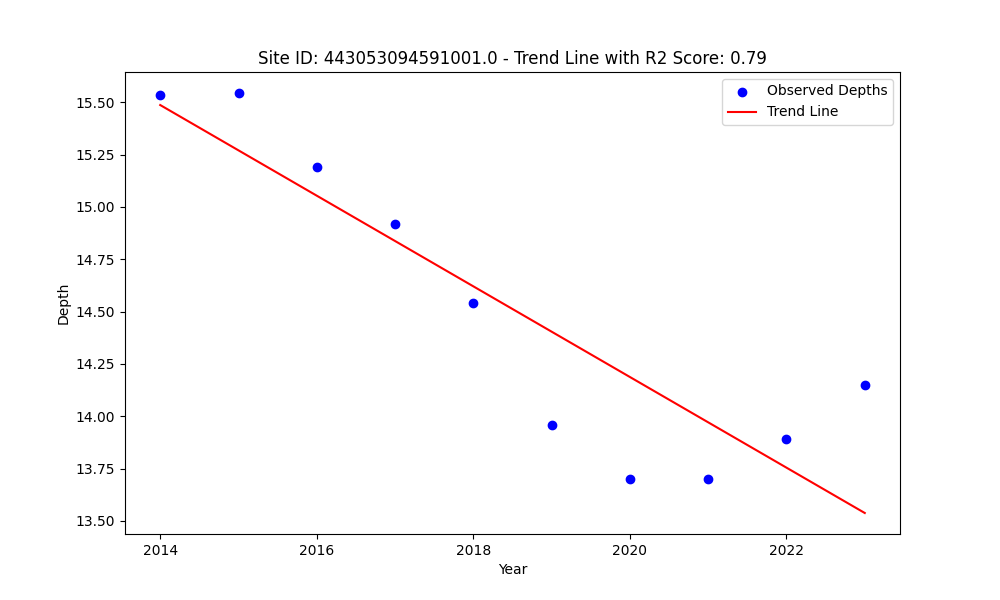 Site ID: 443053094591001.0 - Trend Line with R2 Score: 0.79
Observed Depths
Trend Line
15.50
15.25
15.00
14.75
14.50
14.25
14.00
13.75
13.50
Depth
2014
2016
2018
2020
2022
Year